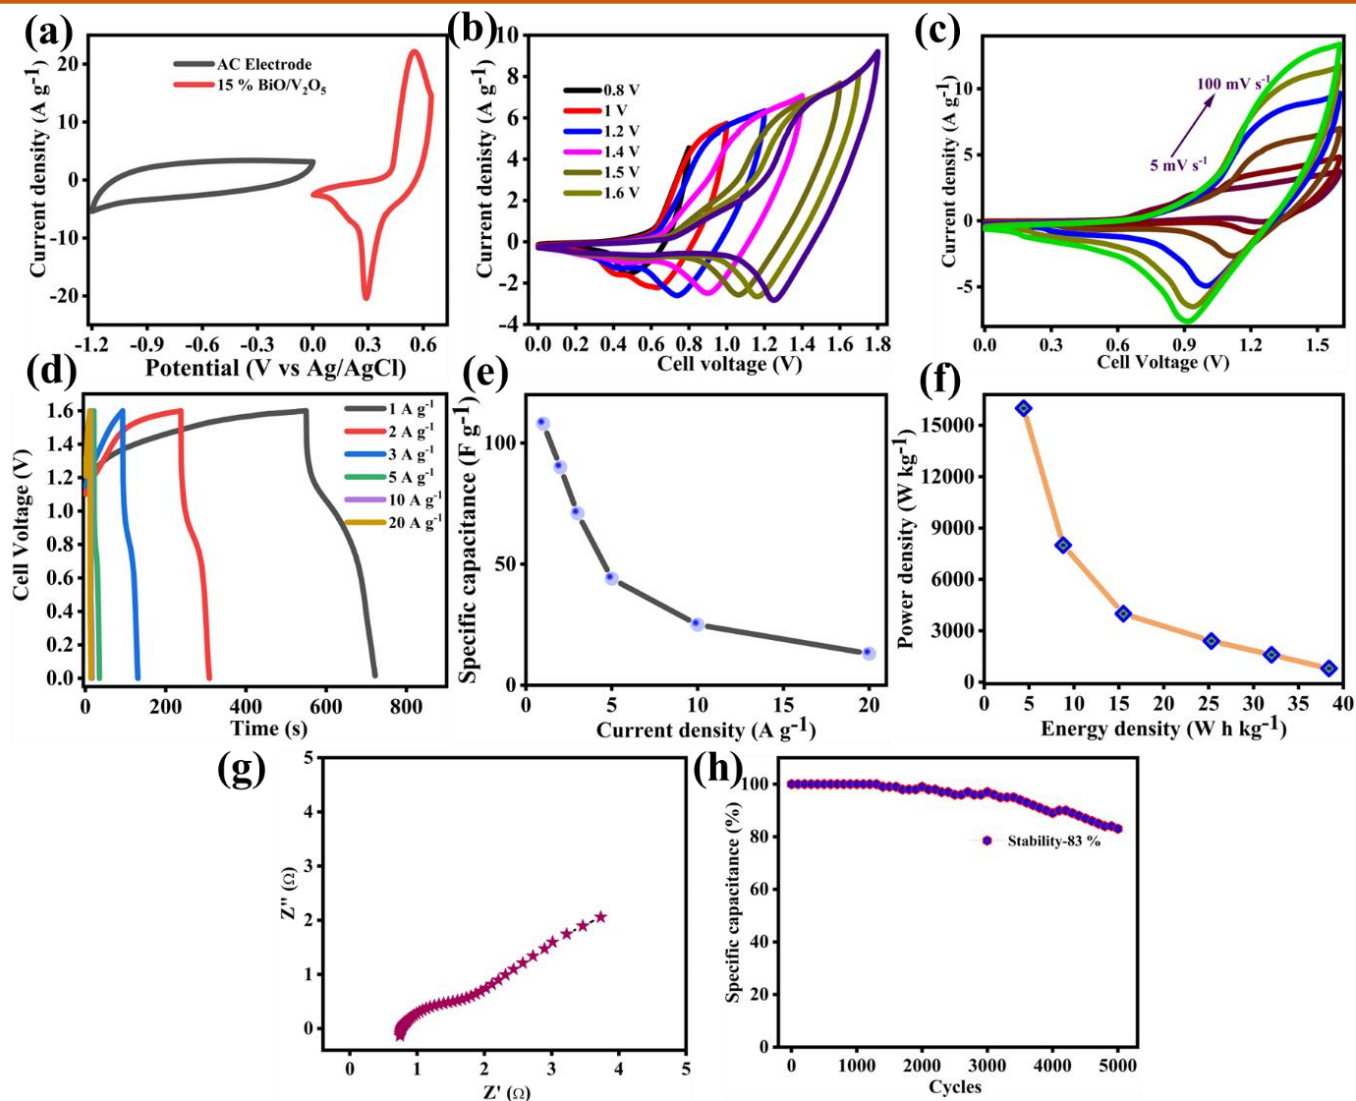 (a)
AC Electrode
15 % BiO/V₂O₅
Current density (A g⁻¹)
20
10
0
-10
-20
-1.2 -0.9 -0.6 -0.3 0.0 0.3 0.6
Potential (V vs Ag/AgCl)
(b)
0.8 V
1 V
1.2 V
1.4 V
1.5 V
1.6 V
Current denisty (A g⁻¹)
10
8
6
4
2
0
-2
-4
0.0 0.2 0.4 0.6 0.8 1.0 1.2 1.4 1.6 1.8
Cell voltage (V)
(c)
100 mV s⁻¹
5 mV s⁻¹
Current density (A g⁻¹)
10
5
0
-5
0.0 0.3 0.6 0.9 1.2 1.5
Cell Voltage (V)
(d)
1 A g⁻¹
2 A g⁻¹
3 A g⁻¹
5 A g⁻¹
10 A g⁻¹
20 A g⁻¹
Cell Voltage (V)
1.6
1.4
1.2
1.0
0.8
0.6
0.4
0.2
0.0
0 200 400 600 800
Time (s)
(e)
Specific capacitance (F g⁻¹)
100
50
0
0 5 10 15 20
Current density (A g⁻¹)
(f)
Power density (W kg⁻¹)
15000
12000
9000
6000
3000
0
0 5 10 15 20 25 30 35 40
Energy density (W h kg⁻¹)
(g)
Z'' (Ω)
5
4
3
2
1
0
0 1 2 3 4 5
Z' (Ω)
(h)
Stability-83 %
Specific capacitance (%)
100
80
60
40
20
0
0 1000 2000 3000 4000 5000
Cycles